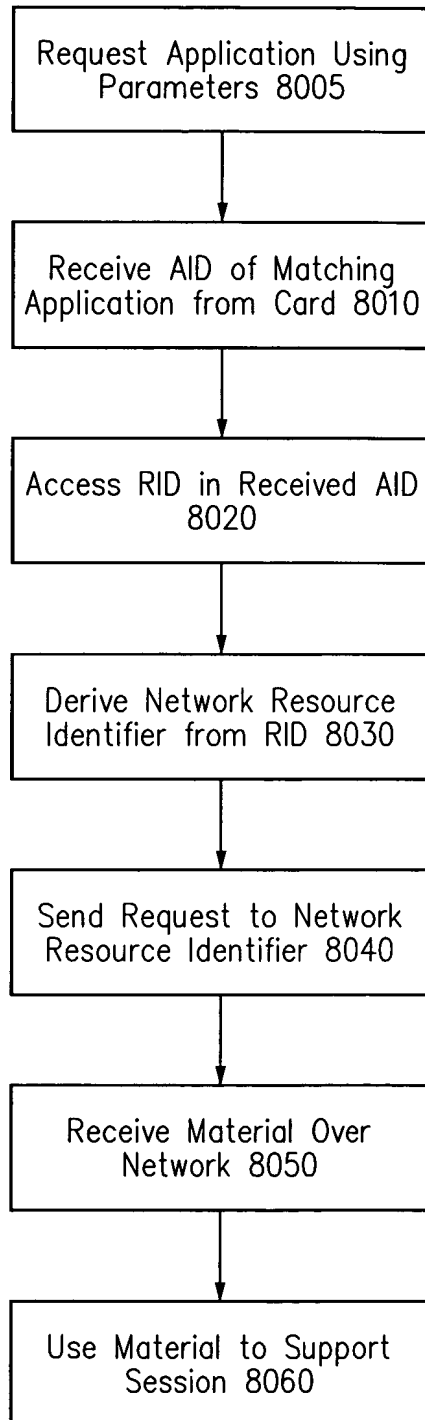 Request Application Using
Parameters 8005
Receive AID of Matching
Application from Card 8010
Access RID in Received AID
8020
Derive Network Resource
Identifier from RID 8030
Send Request to Network
Resource Identifier 8040
Receive Material Over
Network 8050
Use Material to Support
Session 8060